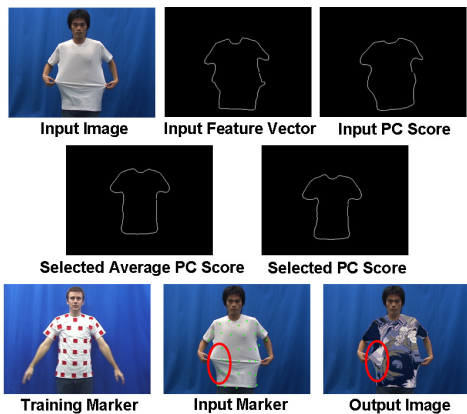 Input Image
Input Feature Vector
Input PC Score
Selected Average PC Score
Selected PC Score
Training Marker
Input Marker
Output Image